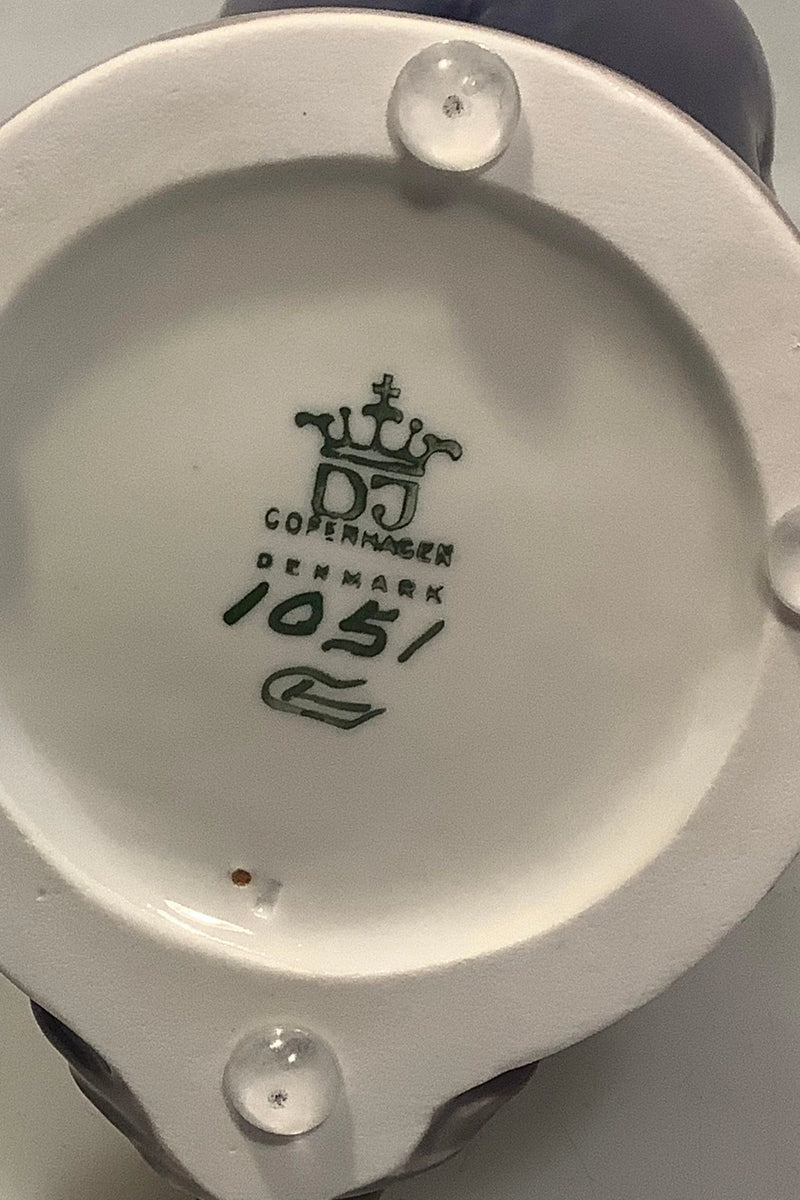 DJ
COPENHAGEN
DENMARK
1051